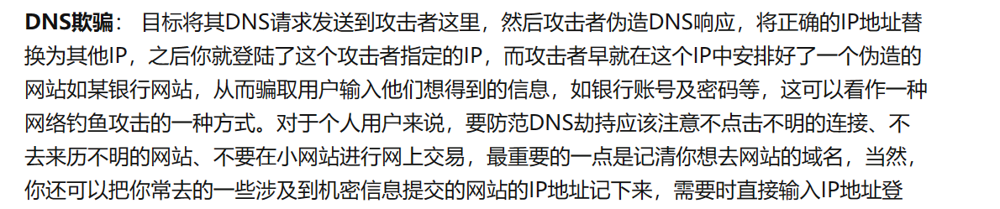 DNS欺骗： 目标将其DNS请求发送到攻击者这里，然后攻击者伪造DNS响应，将正确的IP地址替
换为其他IP，之后你就登陆了这个攻击者指定的IP，而攻击者早就在这个IP中安排好了一个伪造的
网站如某银行网站，从而骗取用户输入他们想得到的信息，如银行账号及密码等，这可以看作一种
网络钓鱼攻击的一种方式。对于个人用户来说，要防范DNS劫持应该注意不点击不明的连接、不
去来历不明的网站、不要在小网站进行网上交易，最重要的一点是记清你想去网站的域名，当然，
你还可以把你常去的一些涉及到机密信息提交的网站的IP地址记下来，需要时直接输入IP地址登